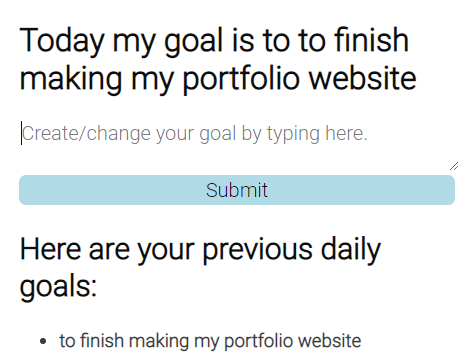 Today my goal is to to finish
making my portfolio website
Create/change your goal by typing here.
Submit
Here are your previous daily
goals:
• to finish making my portfolio website